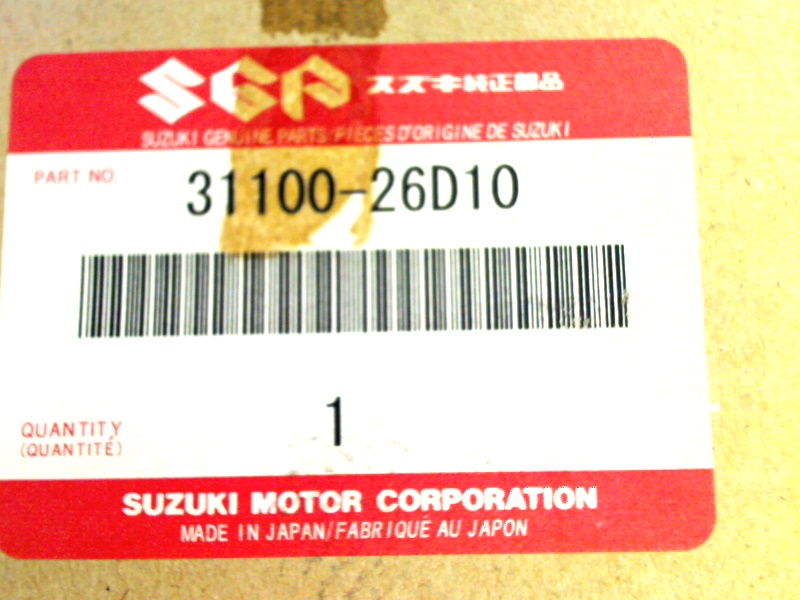 SGP スズキ純正部品
SUZUKI GENUINE PARTS/PIÈCES D'ORIGINE DE SUZUKI
PART NO. 31100-26D10
QUANTITY 1
(QUANTITÉ)
SUZUKI MOTOR CORPORATION
MADE IN JAPAN/FABRIQUÉ AU JAPON